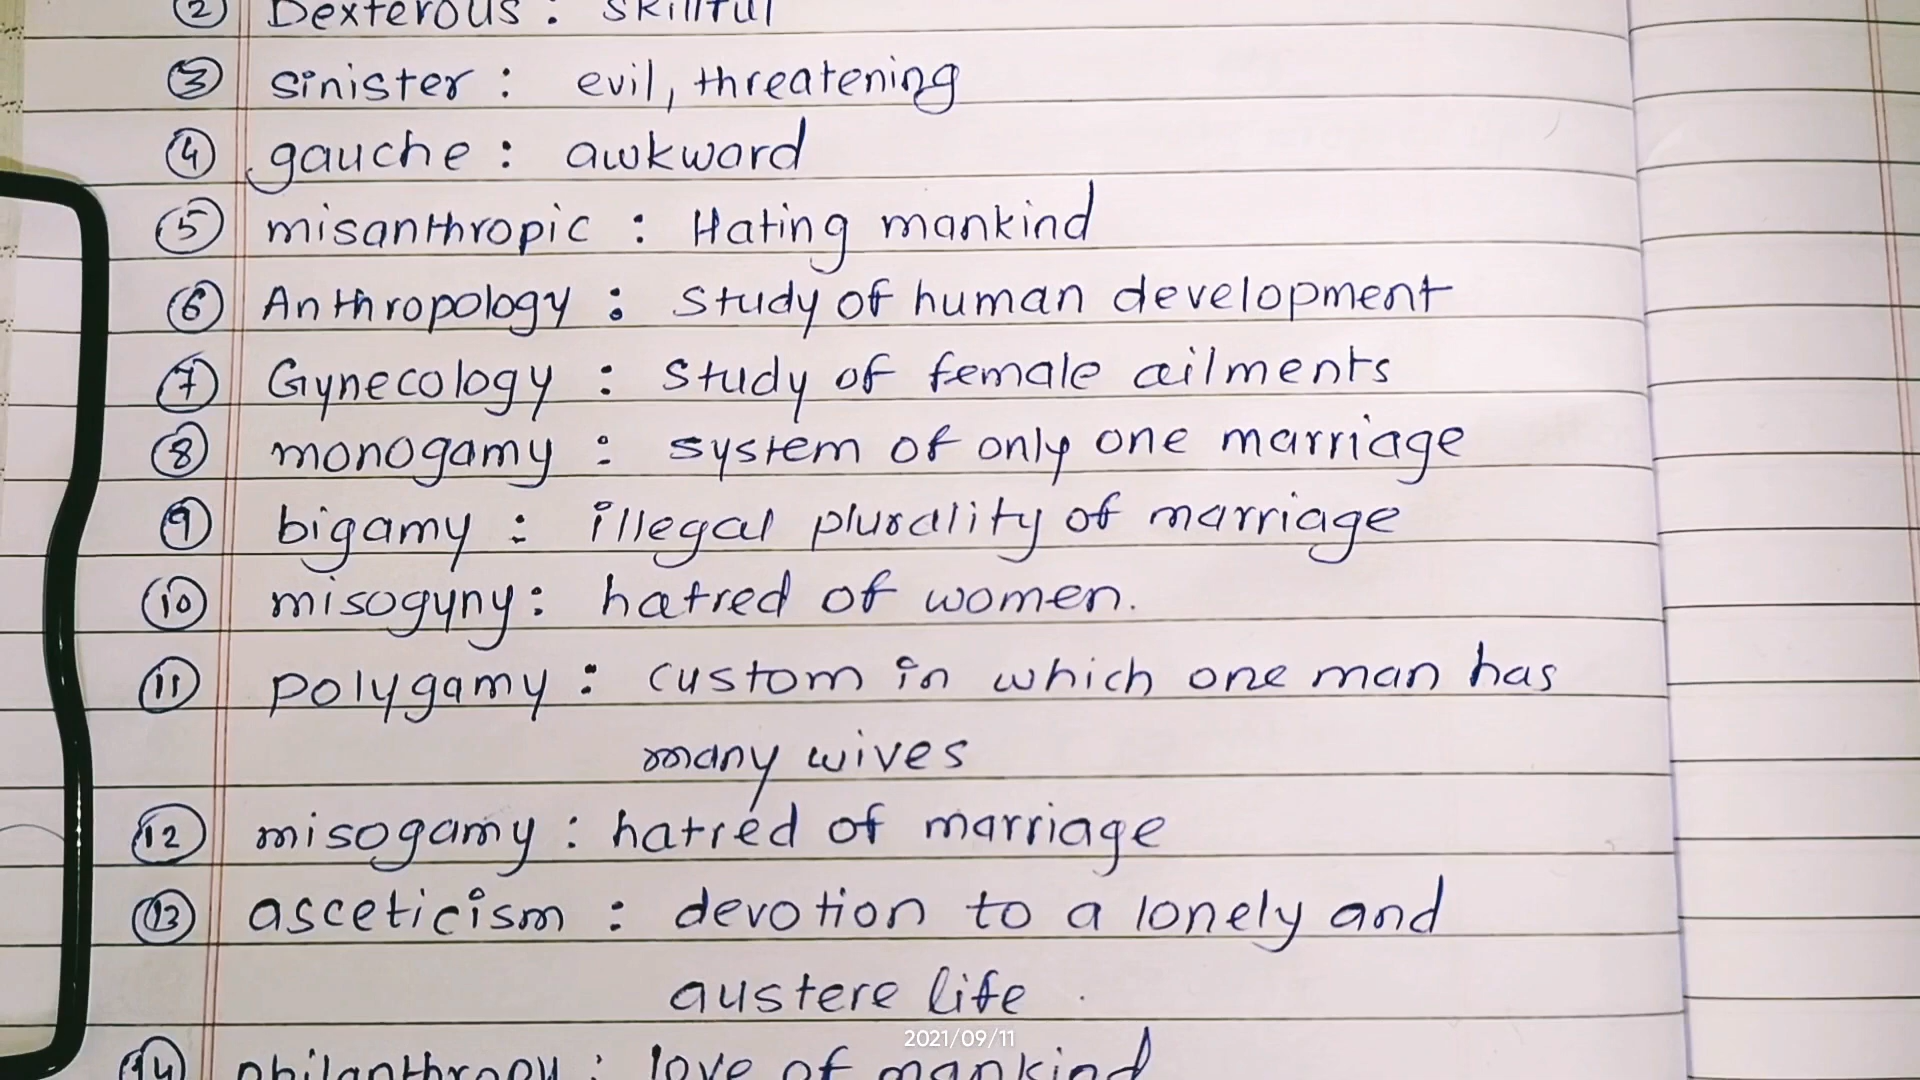 ② Dexterous : skillful
③ sinister : evil, threatening
④ gauche : awkword
⑤ misanthropic : Hating mankind
⑥ Anthropology : study of human development
⑦ Gynecology : study of female ailments
⑧ monogamy : system of only one marriage
⑨ bigamy : illegal plurality of marriage
⑩ misogyny : hatred of women.
⑪ polygamy : custom in which one man has
many wives
⑫ misogamy : hatred of marriage
⑬ asceticism : devotion to a lonely and
austere life .
⑭ philanthropy : love of mankind
2021/09/11